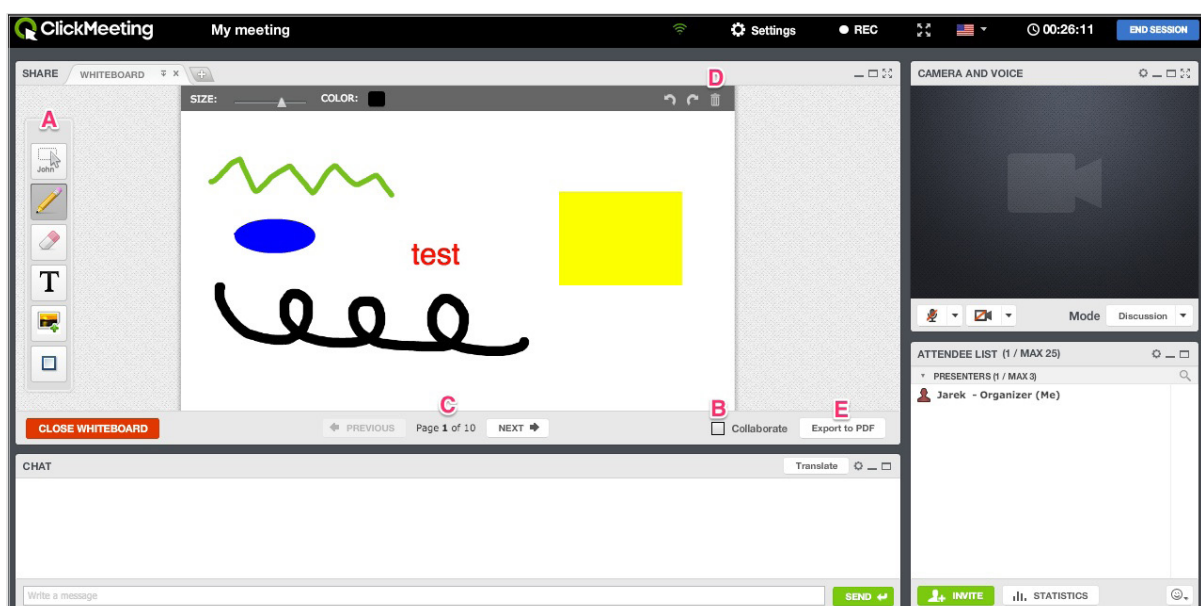 ClickMeeting My meeting Settings REC 00:26:11 END SESSION
SHARE WHITEBOARD x +
D
SIZE: COLOR:
A
John
test
T
C
B
E
CLOSE WHITEBOARD PREVIOUS Page 1 of 10 NEXT Collaborate Export to PDF
CHAT Translate
Write a message SEND
CAMERA AND VOICE
Mode Discussion
ATTENDEE LIST (1 / MAX 25)
PRESENTERS (1 / MAX 3)
Jarek - Organizer (Me)
INVITE STATISTICS